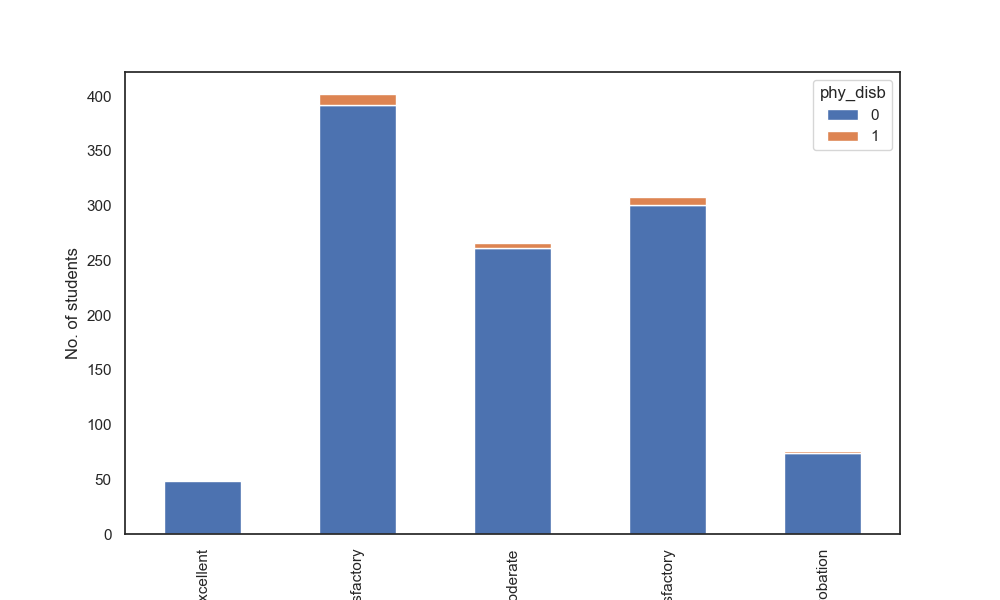 phy_disb
0
1
400
350
300
250
200
150
100
50
0
No. of students
xcellent
sfactory
oderate
sfactory
obation